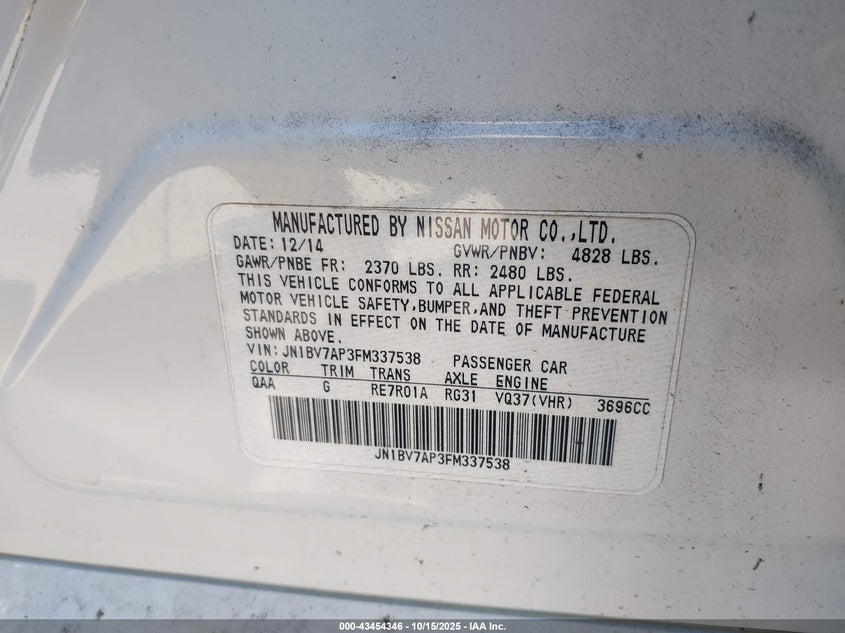 MANUFACTURED BY NISSAN MOTOR CO.,LTD.
DATE: 12/14 GVWR/PNBV: 4828 LBS.
GAWR/PNBE FR: 2370 LBS. RR: 2480 LBS.
THIS VEHICLE CONFORMS TO ALL APPLICABLE FEDERAL
MOTOR VEHICLE SAFETY,BUMPER,AND THEFT PREVENTION
STANDARDS IN EFFECT ON THE DATE OF MANUFACTURE
SHOWN ABOVE.
VIN: JN1BV7AP3FM337538 PASSENGER CAR
COLOR TRIM TRANS AXLE ENGINE
QAA G RE7R01A RG31 VQ37(VHR) 3696CC
JN1BV7AP3FM337538
000-43454346 - 10/15/2025 - IAA Inc.